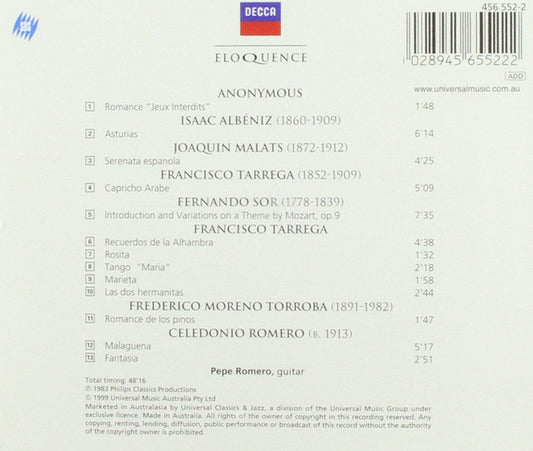 SBS
DECCA
456 552-2
ELOQUENCE
0 28945 65522 2
ADD
www.universalmusic.com.au
ANONYMOUS
1 Romance "Jeux Interdits" 1'48
ISAAC ALBÉNIZ (1860-1909)
2 Asturias 6'14
JOAQUIN MALATS (1872-1912)
3 Serenata espanola 4'25
FRANCISCO TARREGA (1852-1909)
4 Capricho Arabe 5'09
FERNANDO SOR (1778-1839)
5 Introduction and Variations on a Theme by Mozart, op.9 7'35
FRANCISCO TARREGA
6 Recuerdos de la Alhambra 4'38
7 Rosita 1'32
8 Tango "Maria" 2'18
9 Marieta 1'58
10 Las dos hermanitas 2'44
FREDERICO MORENO TORROBA (1891-1982)
11 Romance de los pinos 1'47
CELEDONIO ROMERO (B. 1913)
12 Malaguena 5'17
13 Fantasia 2'51
Pepe Romero, guitar
Total timing: 48'16
℗ 1983 Philips Classics Productions
© 1999 Universal Music Australia Pty Ltd
Marketed in Australasia by Universal Classics & Jazz, a division of the Universal Music Group under
exclusive licence. Made in Australia. All rights of the owner of copyright in this recording reserved. Any
copying, renting, lending, diffusion, public performance or broadcast of this record without the authority
of the copyright owner is prohibited.